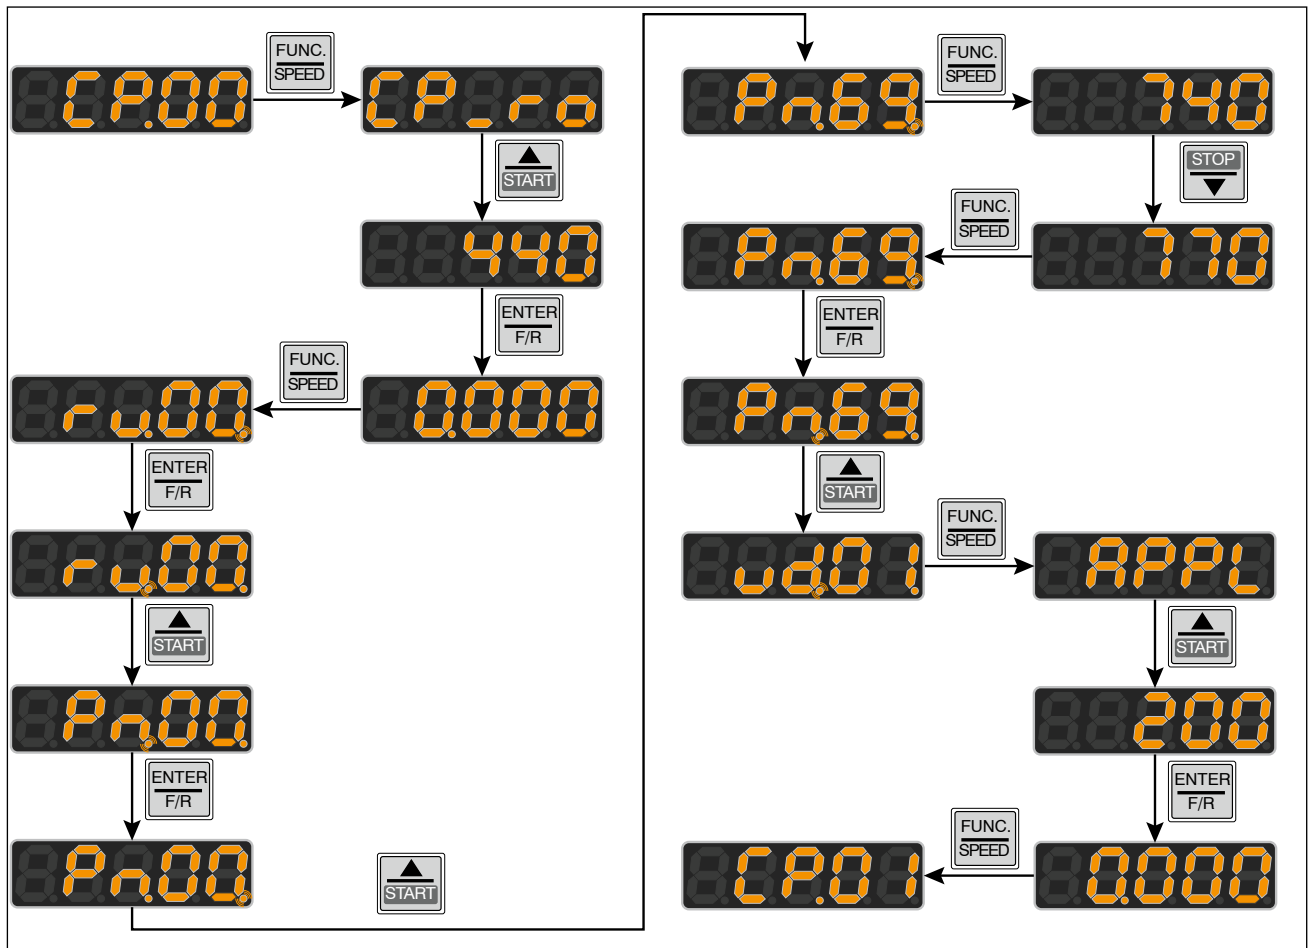 FUNC.
SPEED
CP.00
CP_ro
START
440
ENTER
F/R
FUNC.
SPEED
ru.00.
0.000
ENTER
F/R
ru.00.
START
Pn.00.
ENTER
F/R
Pn.00.
START
FUNC.
SPEED
Pn.69.
740
STOP
FUNC.
SPEED
Pn.69.
770
ENTER
F/R
Pn.69.
START
FUNC.
SPEED
ud.01.
APPL
START
200
ENTER
F/R
FUNC.
SPEED
CP.01
0.000